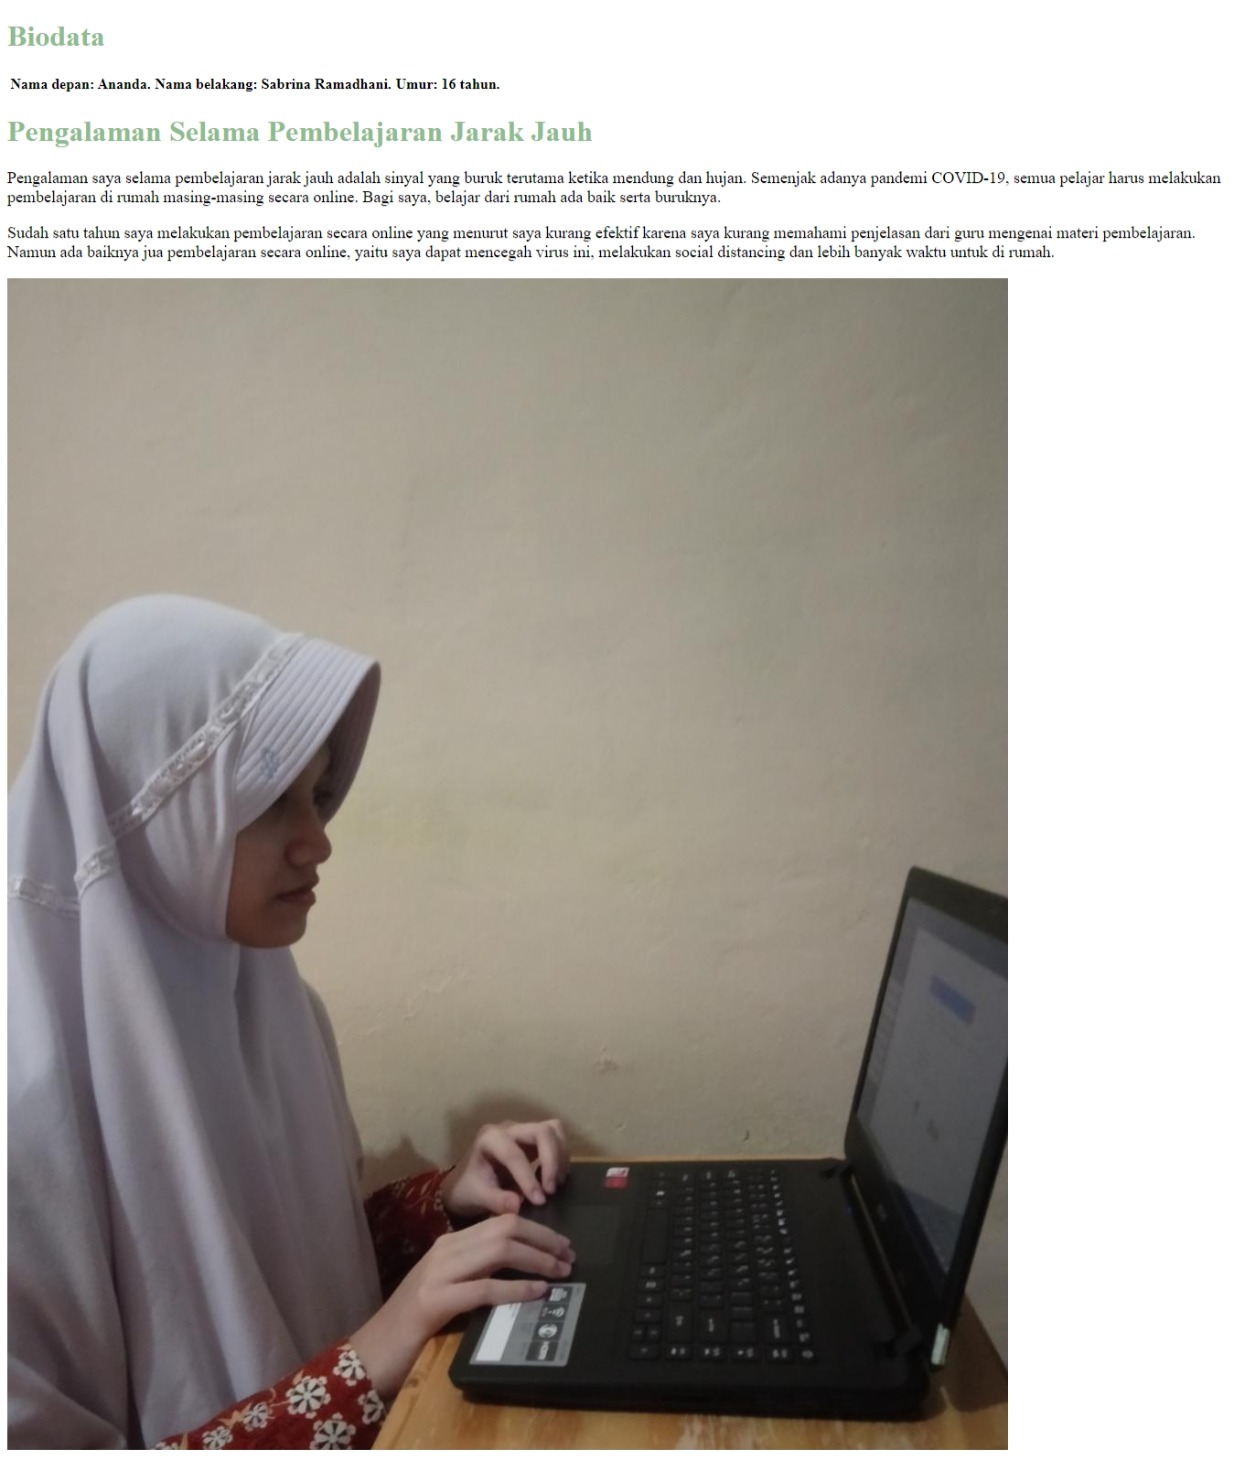 Biodata
Nama depan: Ananda. Nama belakang: Sabrina Ramadhani. Umur: 16 tahun.
Pengalaman Selama Pembelajaran Jarak Jauh
Pengalaman saya selama pembelajaran jarak jauh adalah sinyal yang buruk terutama ketika mendung dan hujan. Semenjak adanya pandemi COVID-19, semua pelajar harus melakukan
pembelajaran di rumah masing-masing secara online. Bagi saya, belajar dari rumah ada baik serta buruknya.
Sudah satu tahun saya melakukan pembelajaran secara online yang menurut saya kurang efektif karena saya kurang memahami penjelasan dari guru mengenai materi pembelajaran.
Namun ada baiknya jua pembelajaran secara online, yaitu saya dapat mencegah virus ini, melakukan social distancing dan lebih banyak waktu untuk di rumah.